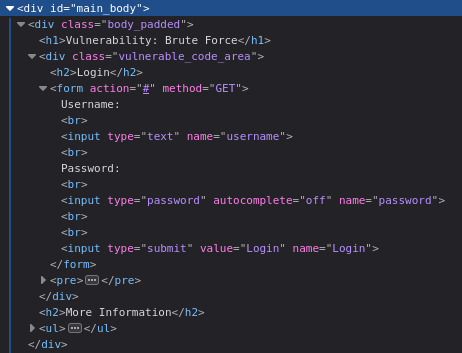 <div id="main_body">
<div class="body_padded">
<h1>Vulnerability: Brute Force</h1>
<div class="vulnerable_code_area">
<h2>Login</h2>
<form action="#" method="GET">
Username:
<br>
<input type="text" name="username">
<br>
Password:
<br>
<input type="password" autocomplete="off" name="password">
<br>
<br>
<input type="submit" value="Login" name="Login">
</form>
<pre>⋯</pre>
</div>
<h2>More Information</h2>
<ul>⋯</ul>
</div>